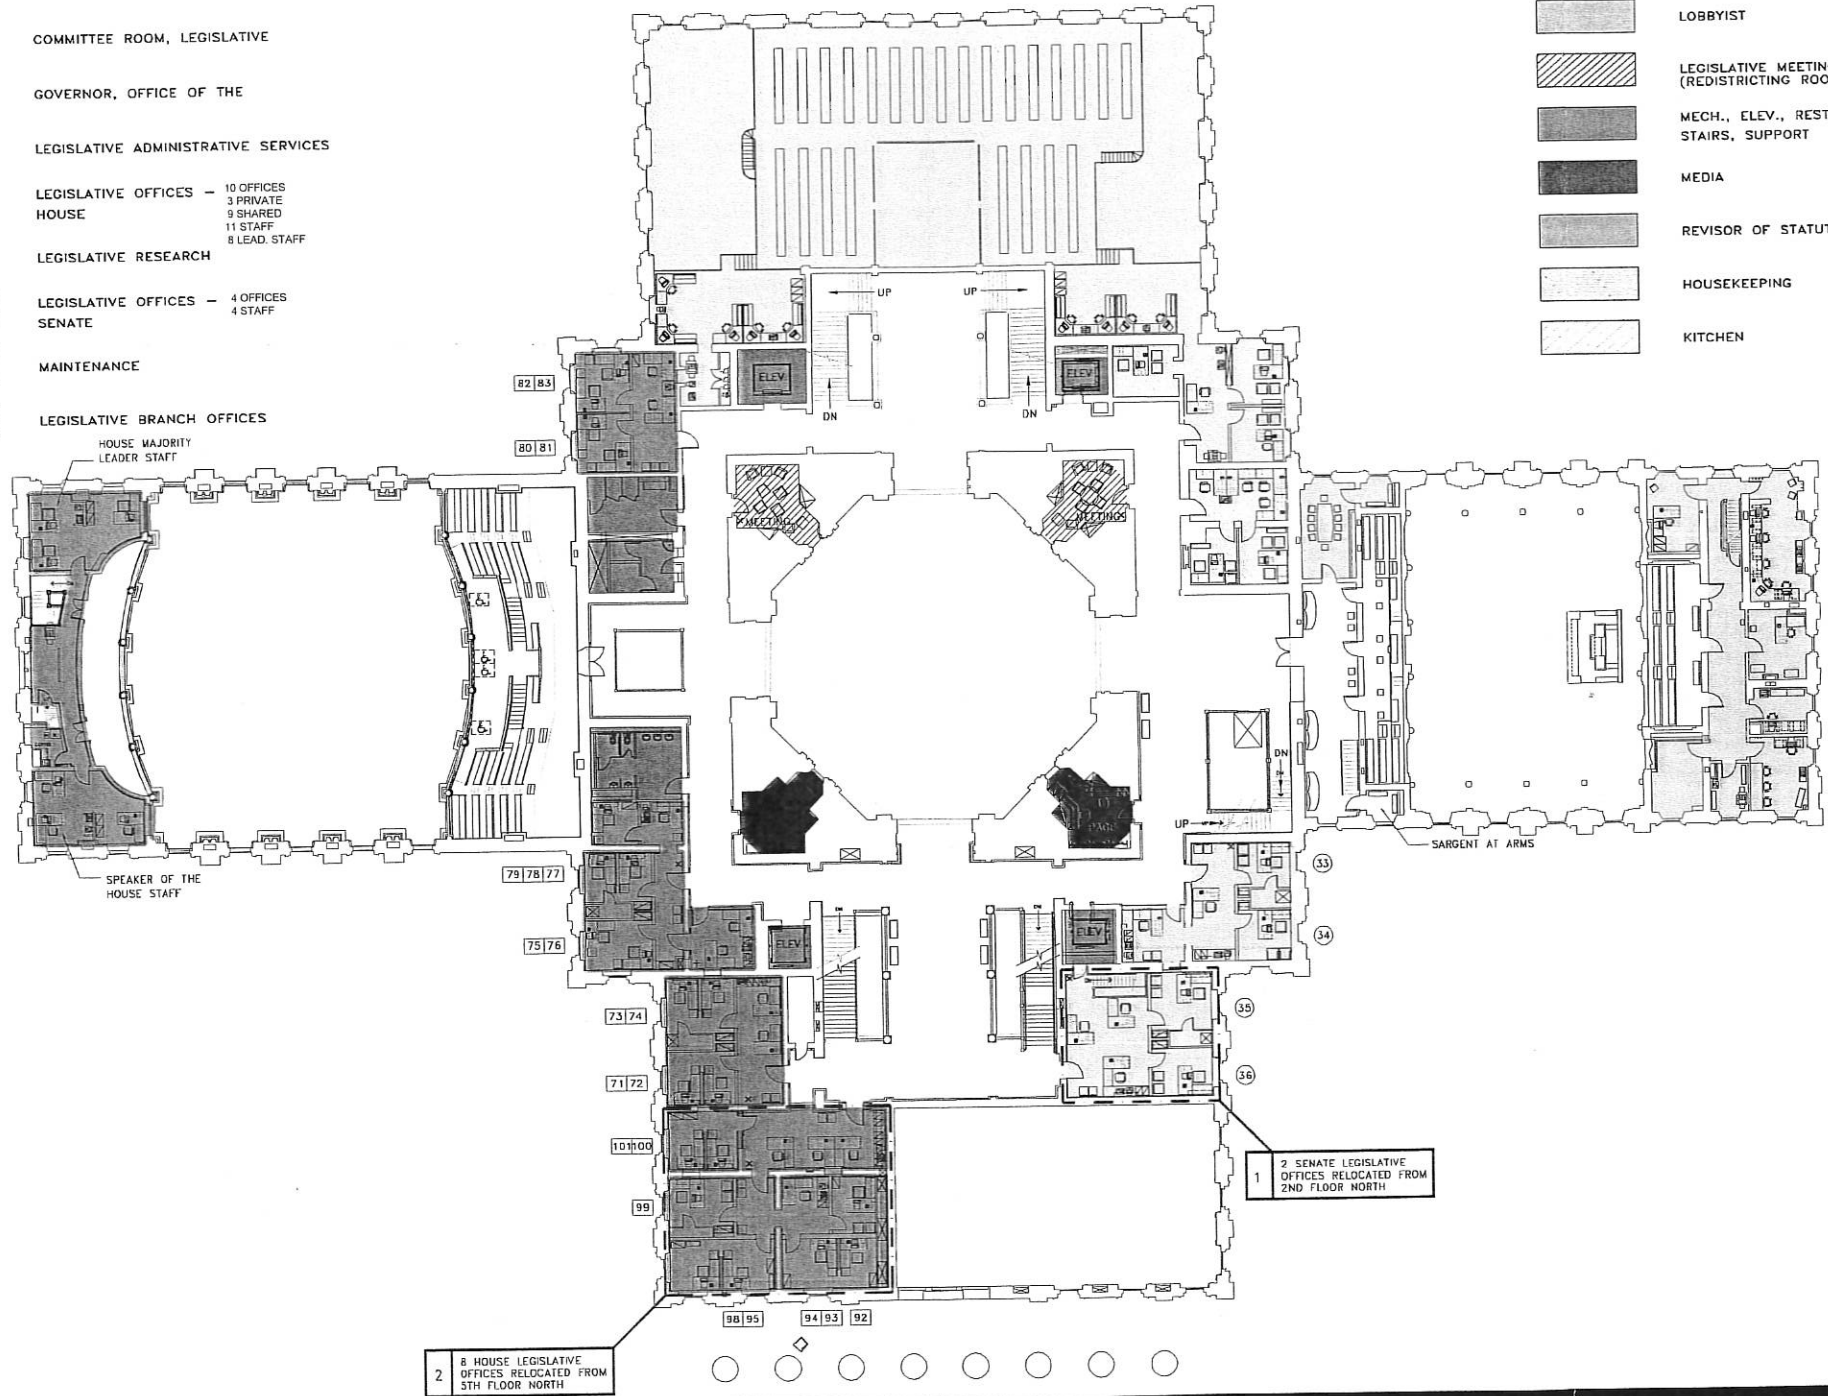 COMMITTEE ROOM, LEGISLATIVE
GOVERNOR, OFFICE OF THE
LEGISLATIVE ADMINISTRATIVE SERVICES
LEGISLATIVE OFFICES –
HOUSE
10 OFFICES
3 PRIVATE
9 SHARED
11 STAFF
8 LEAD. STAFF
LEGISLATIVE RESEARCH
LEGISLATIVE OFFICES –
SENATE
4 OFFICES
4 STAFF
MAINTENANCE
LEGISLATIVE BRANCH OFFICES
LOBBYIST
LEGISLATIVE MEETIN
(REDISTRICTING ROO
MECH., ELEV., REST
STAIRS, SUPPORT
MEDIA
REVISOR OF STATUT
HOUSEKEEPING
KITCHEN
UP
UP
ELEV
ELEV
DN
DN
82 83
80 81
HOUSE MAJORITY
LEADER STAFF
MEETING
MEETING
DN
UP
PAGE
SARGENT AT ARMS
SPEAKER OF THE
HOUSE STAFF
79 78 77
75 76
33
34
ELEV
ELEV
73 74
71 72
35
36
101 100
99
1
2 SENATE LEGISLATIVE
OFFICES RELOCATED FROM
2ND FLOOR NORTH
98 95
94 93
92
2
8 HOUSE LEGISLATIVE
OFFICES RELOCATED FROM
5TH FLOOR NORTH